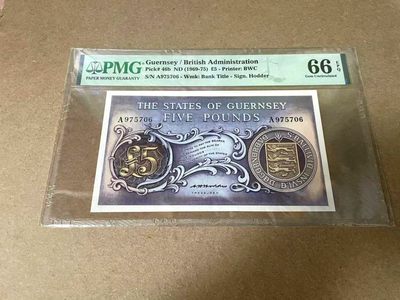 PMG
PAPER MONEY GUARANTY
Guernsey / British Administration
Pick# 46b ND (1969-75) £5 - Printer: BWC
S/N A975706 - Wmk: Bank Title - Sign. Hodder
66 EPQ
Gem Uncirculated
THE STATES OF GUERNSEY
A975706 FIVE POUNDS A975706
£5
TREASURER